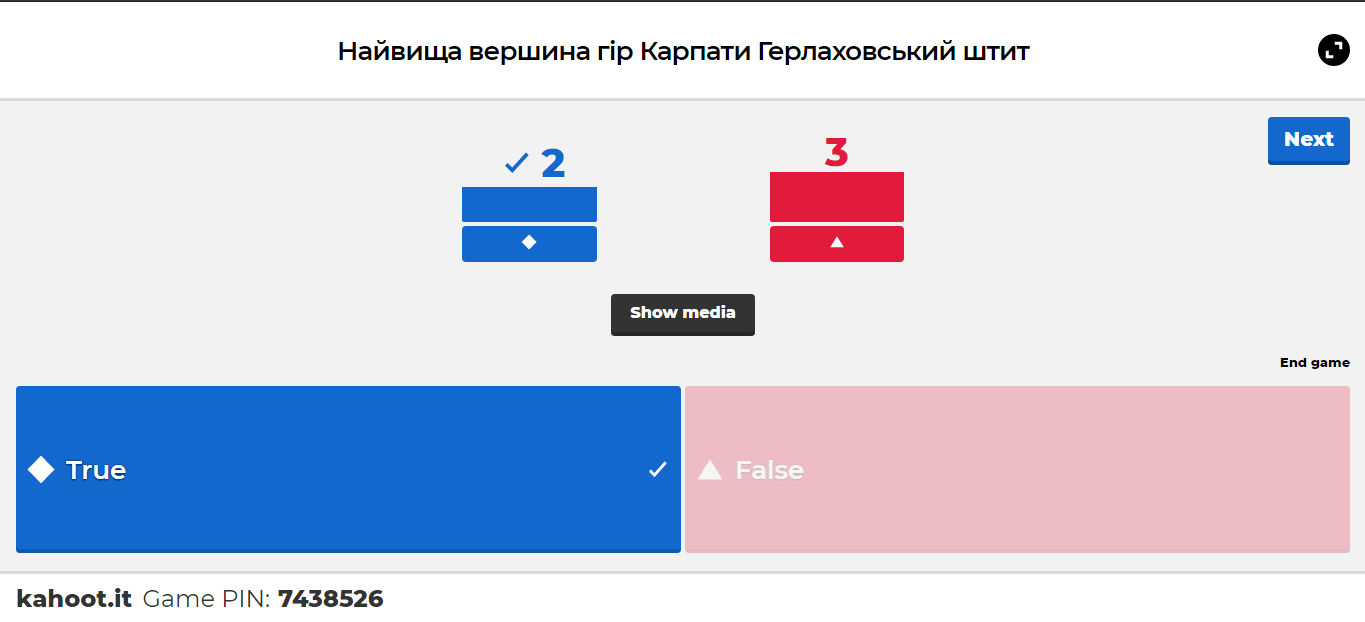 Найвища вершина гір Карпати Герлаховський штит
Next
2
3
Show media
End game
True
False
kahoot.it Game PIN: 7438526